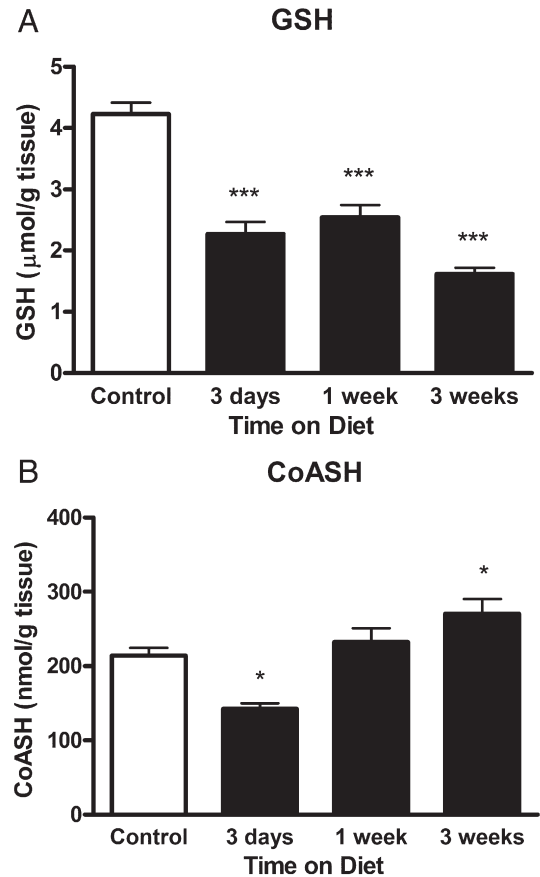 A
GSH
GSH (μmol/g tissue)
5
4
3
2
1
0
***
***
***
Control 3 days 1 week 3 weeks
Time on Diet
B
CoASH
CoASH (nmol/g tissue)
400
300
200
100
0
*
*
Control 3 days 1 week 3 weeks
Time on Diet